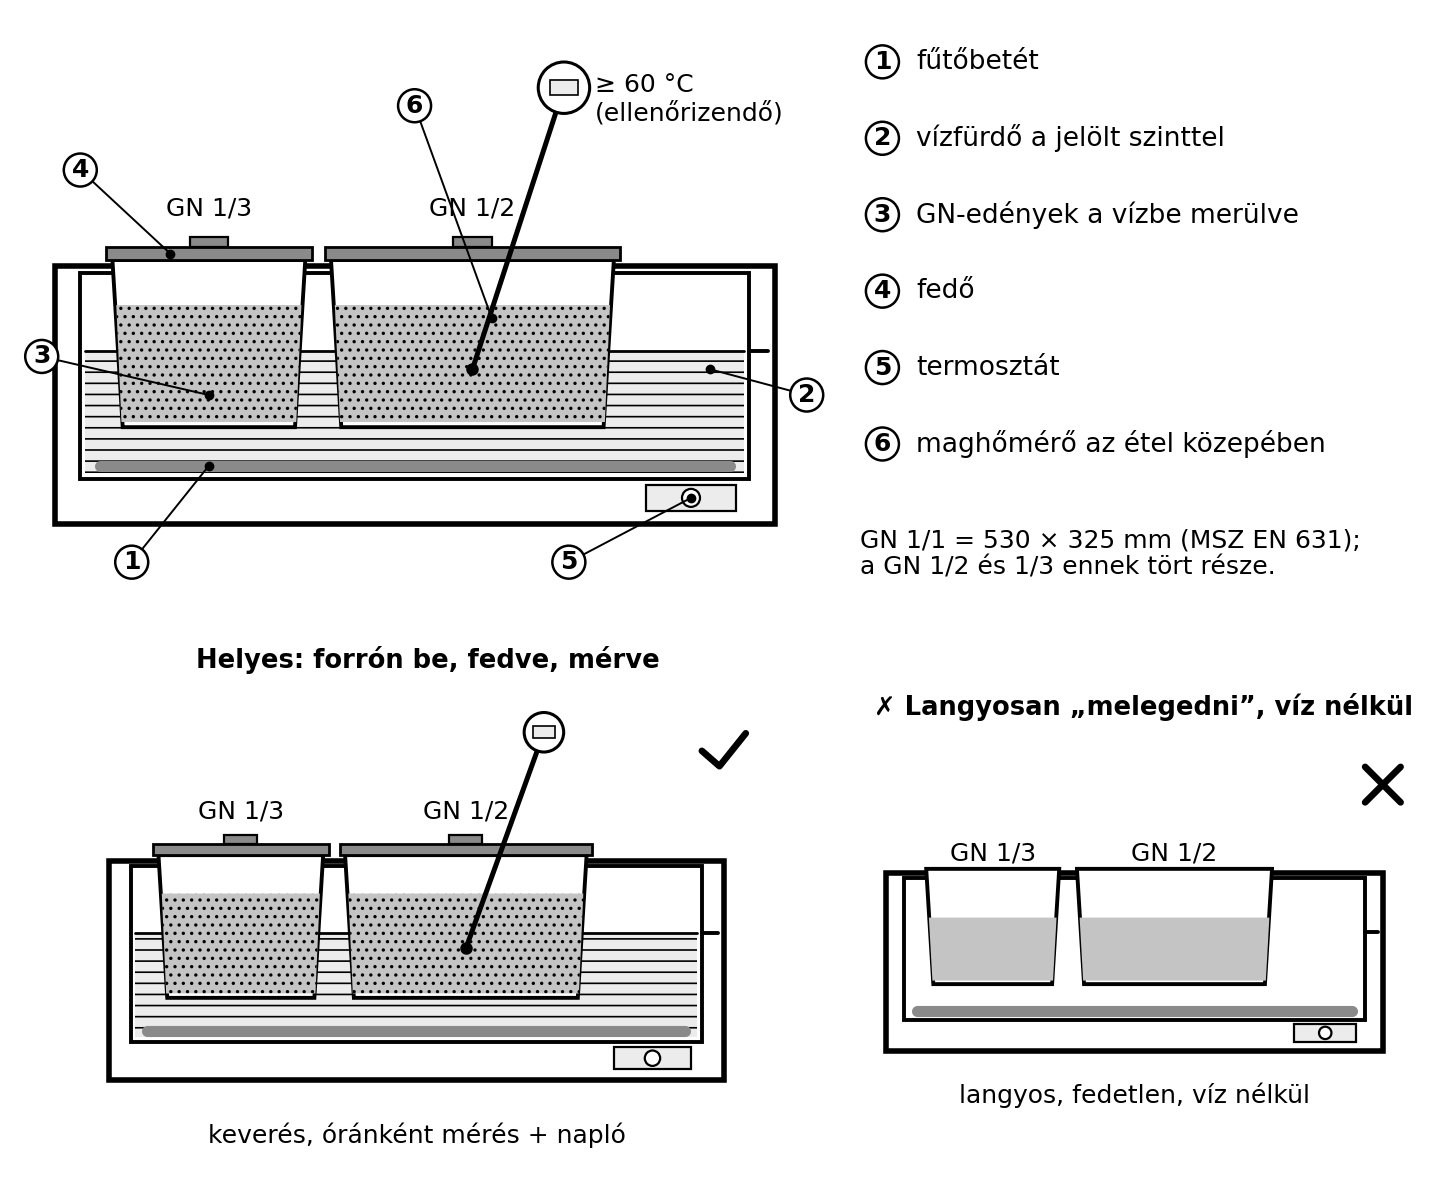 6
≥ 60 °C
(ellenőrizendő)
4
GN 1/3
GN 1/2
3
2
1
5
1 fűtőbetét
2 vízfürdő a jelölt szinttel
3 GN-edények a vízbe merülve
4 fedő
5 termosztát
6 maghőmérő az étel közepében
GN 1/1 = 530 × 325 mm (MSZ EN 631);
a GN 1/2 és 1/3 ennek tört része.
Helyes: forrón be, fedve, mérve
GN 1/3
GN 1/2
keverés, óránként mérés + napló
✗ Langyosan „melegedni”, víz nélkül
GN 1/3
GN 1/2
langyos, fedetlen, víz nélkül